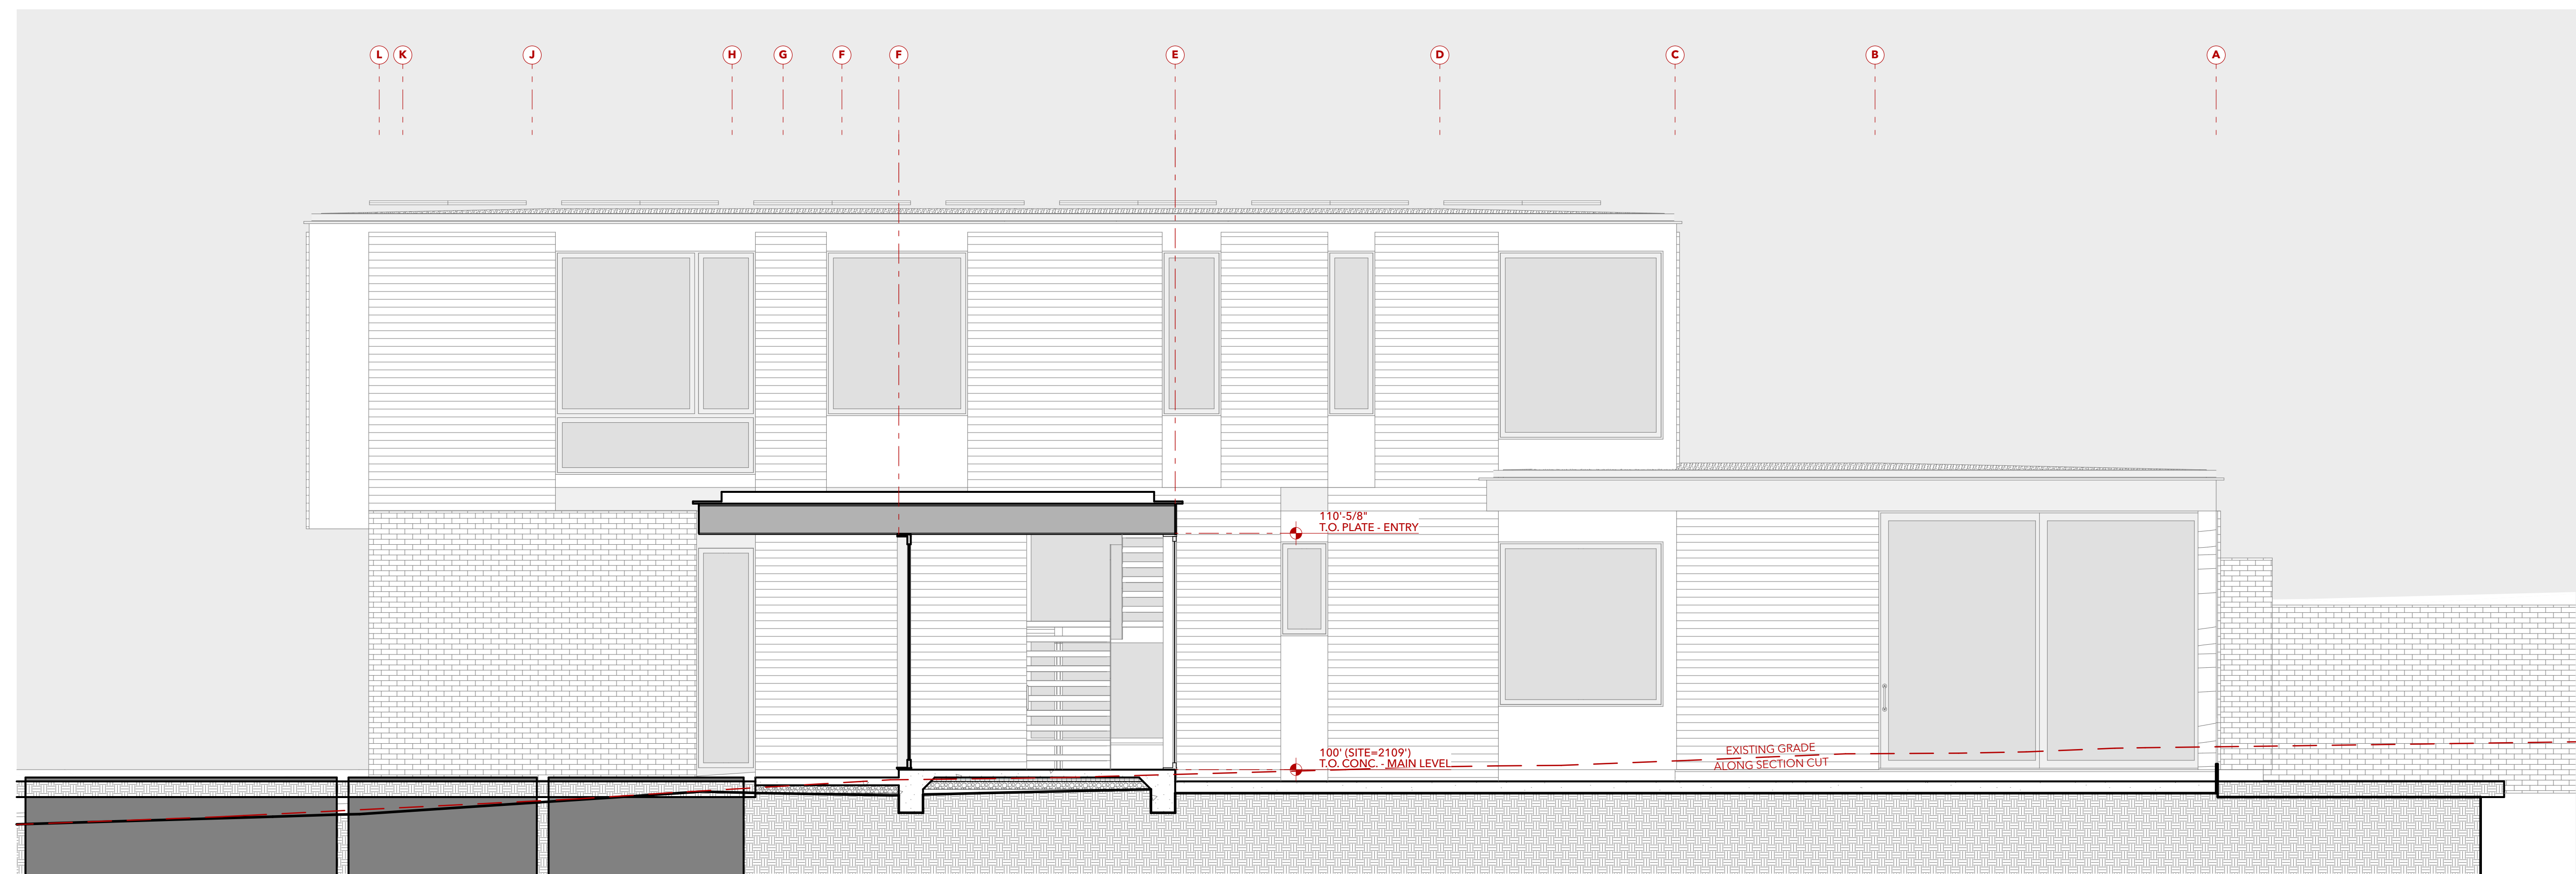 L K J H G F F E D C B A
110'-5/8"
T.O. PLATE - ENTRY
100' (SITE=2109')
T.O. CONC. - MAIN LEVEL
EXISTING GRADE
ALONG SECTION CUT